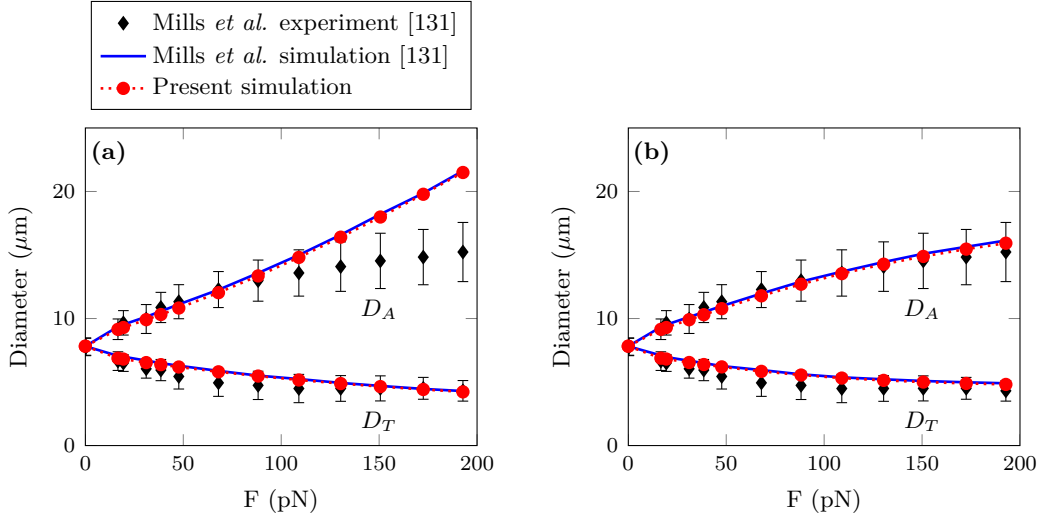 Mills et al. experiment [131]
Mills et al. simulation [131]
Present simulation
(a)
20
10
0
Diameter (μm)
D_A
D_T
0 50 100 150 200
F (pN)
(b)
20
10
0
Diameter (μm)
D_A
D_T
0 50 100 150 200
F (pN)